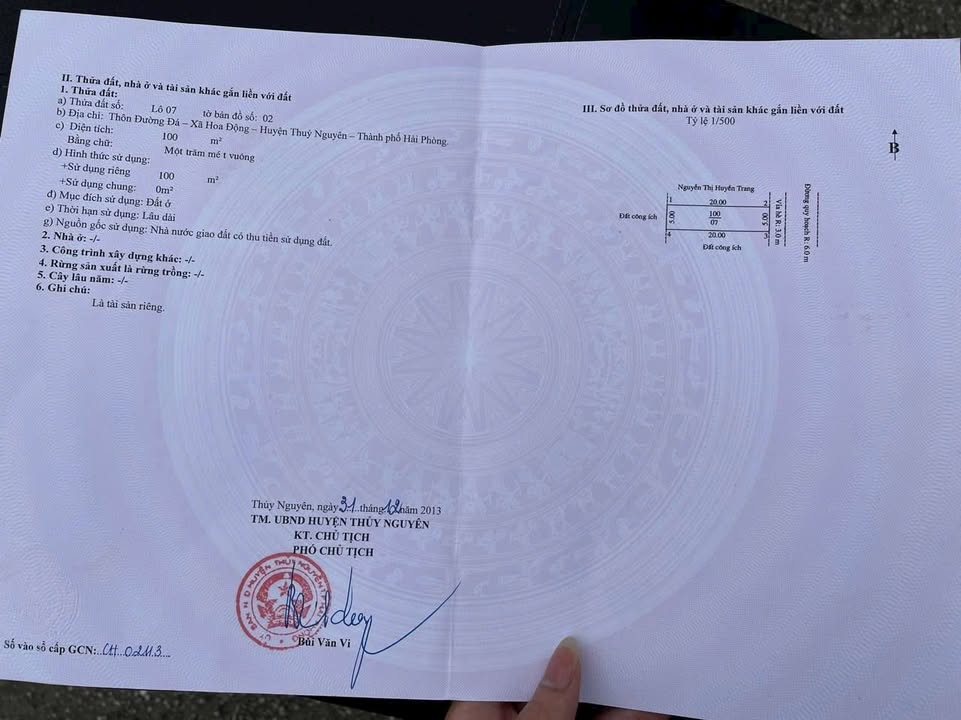 II. Thửa đất, nhà ở và tài sản khác gắn liền với đất
1. Thửa đất:
a) Thửa đất số: Lô 07 tờ bản đồ số: 02
b) Địa chỉ: Thôn Đường Đá – Xã Hoa Động – Huyện Thuỷ Nguyên – Thành phố Hải Phòng.
c) Diện tích: 100 m²
Bằng chữ: Một trăm mé t vuông
d) Hình thức sử dụng:
+Sử dụng riêng 100 m²
+Sử dụng chung: 0m²
đ) Mục đích sử dụng: Đất ở
e) Thời hạn sử dụng: Lâu dài
g) Nguồn gốc sử dụng: Nhà nước giao đất có thu tiền sử dụng đất.
2. Nhà ở: -/-
3. Công trình xây dựng khác: -/-
4. Rừng sản xuất là rừng trồng: -/-
5. Cây lâu năm: -/-
6. Ghi chú:
Là tài sản riêng.
Thủy Nguyên, ngày 31 tháng 12 năm 2013
TM. UBND HUYỆN THỦY NGUYÊN
KT. CHỦ TỊCH
PHÓ CHỦ TỊCH
Bùi Văn Vi
Số vào sổ cấp GCN: CH 02113
III. Sơ đồ thửa đất, nhà ở và tài sản khác gắn liền với đất
Tỷ lệ 1/500
B
Nguyễn Thị Huyền Trang
1 20.00 2
Đất công ích
5.00
100
07
5.00
Vỉa hè R: 3.0 m
Đường quy hoạch R: 6.0 m
4 20.00 3
Đất công ích